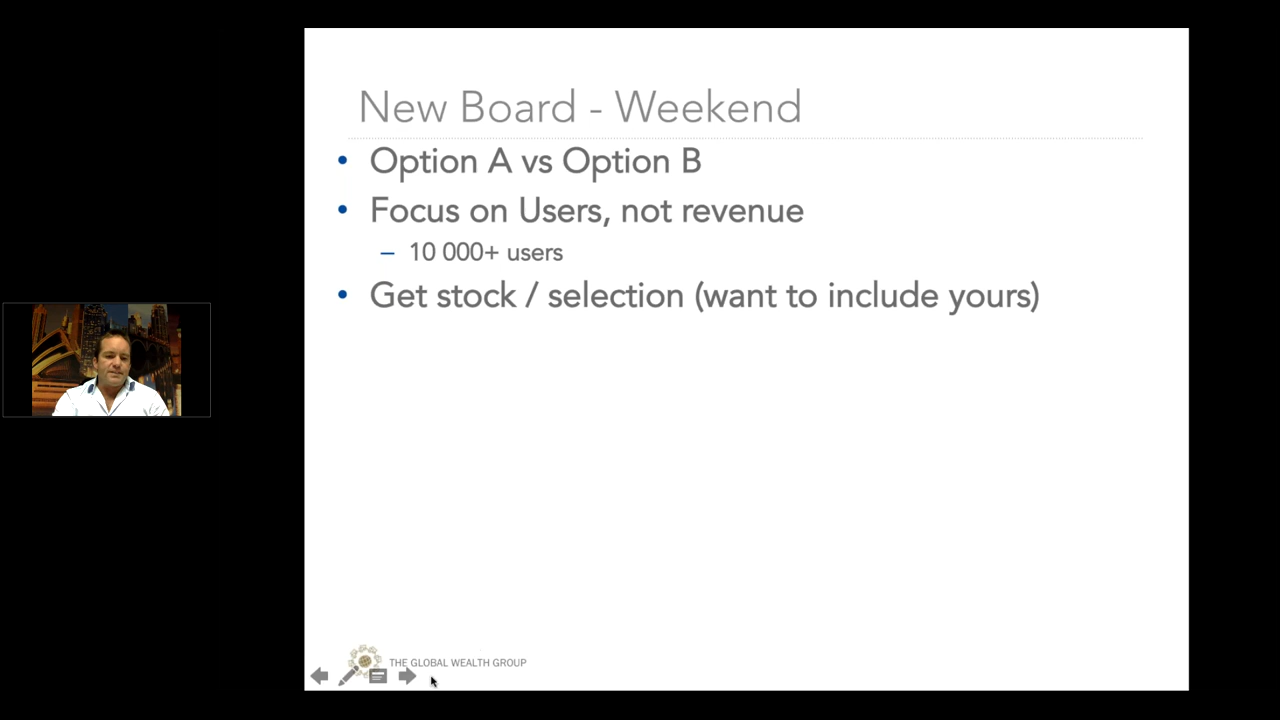 New Board - Weekend
• Option A vs Option B
• Focus on Users, not revenue
– 10 000+ users
• Get stock / selection (want to include yours)
THE GLOBAL WEALTH GROUP